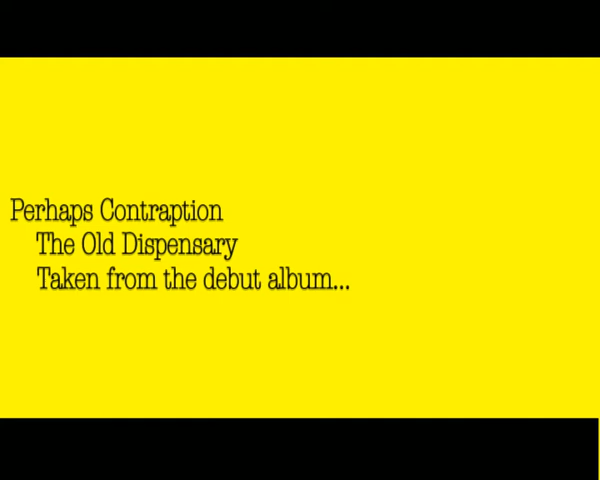 Perhaps Contraption
The Old Dispensary
Taken from the debut album...